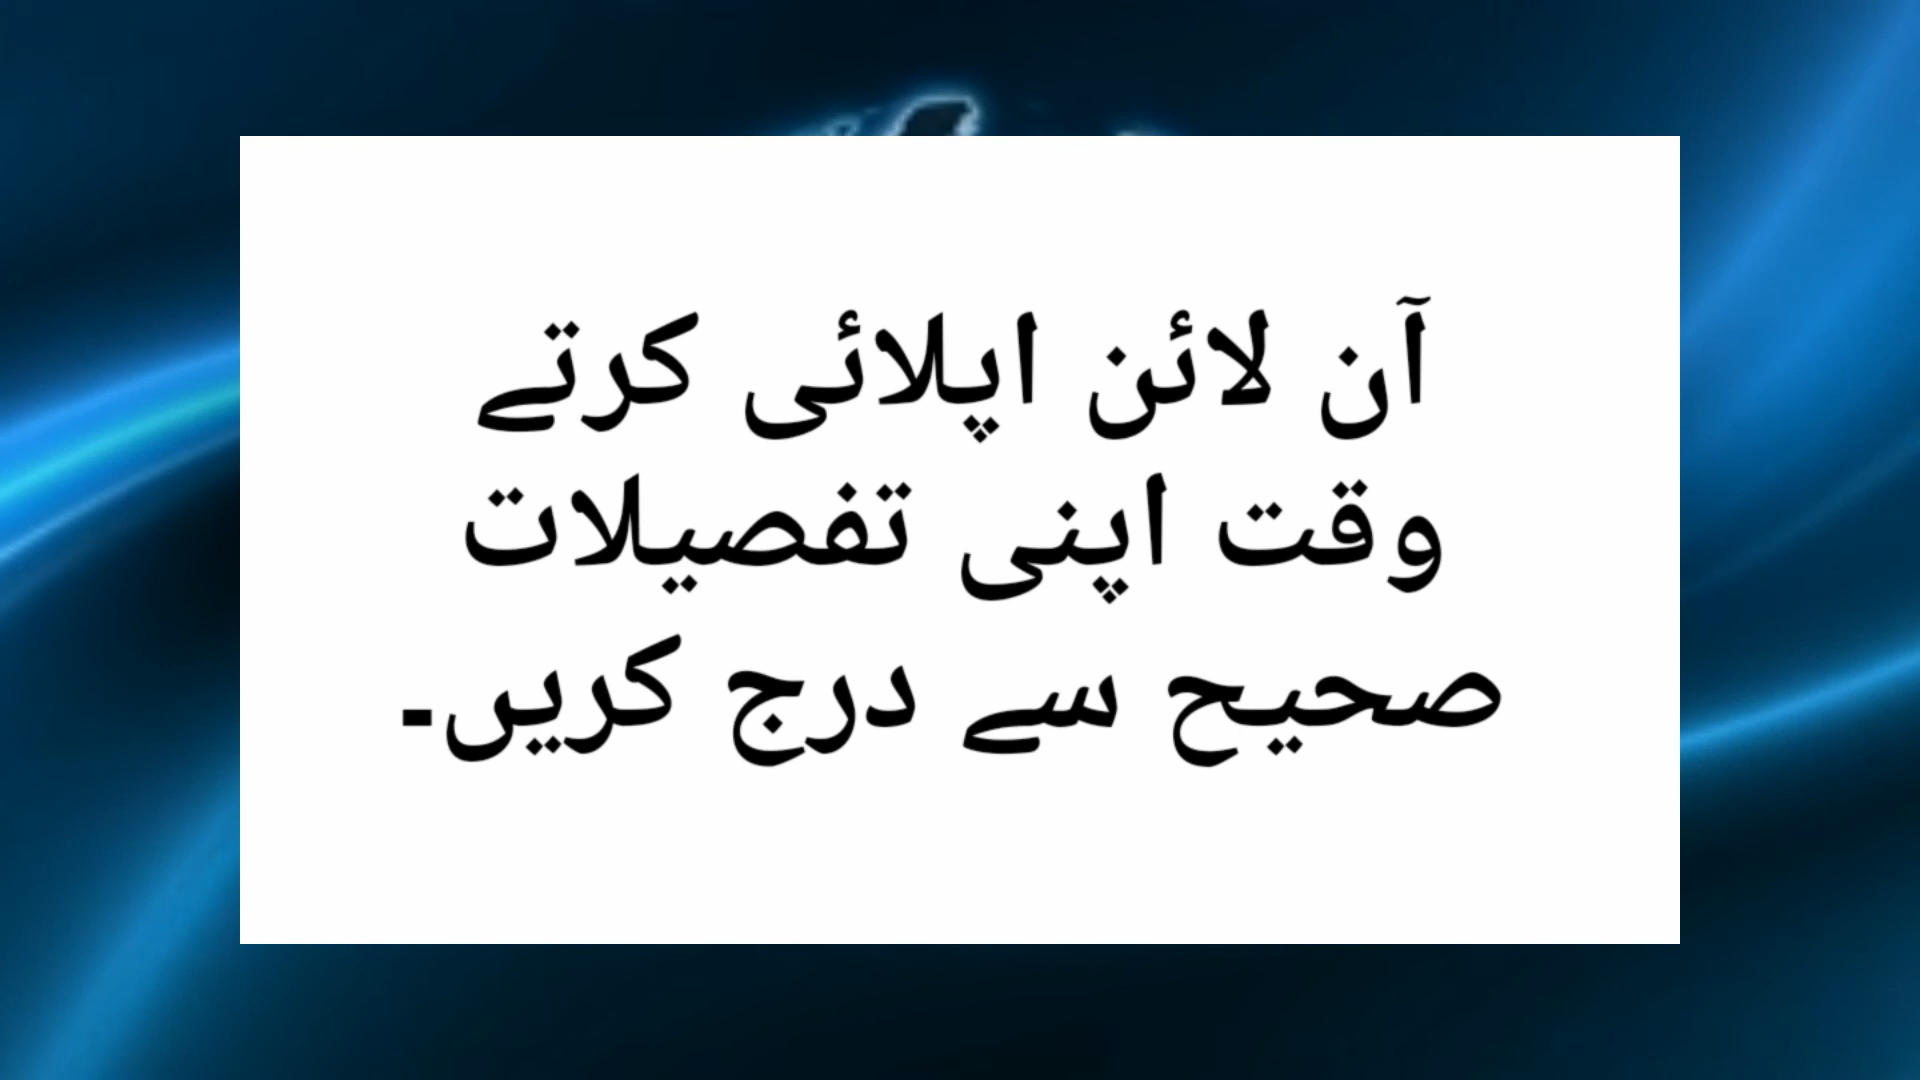 آن لائن اپلائی کرتے
وقت اپنی تفصیلات
صحیح سے درج کریں۔